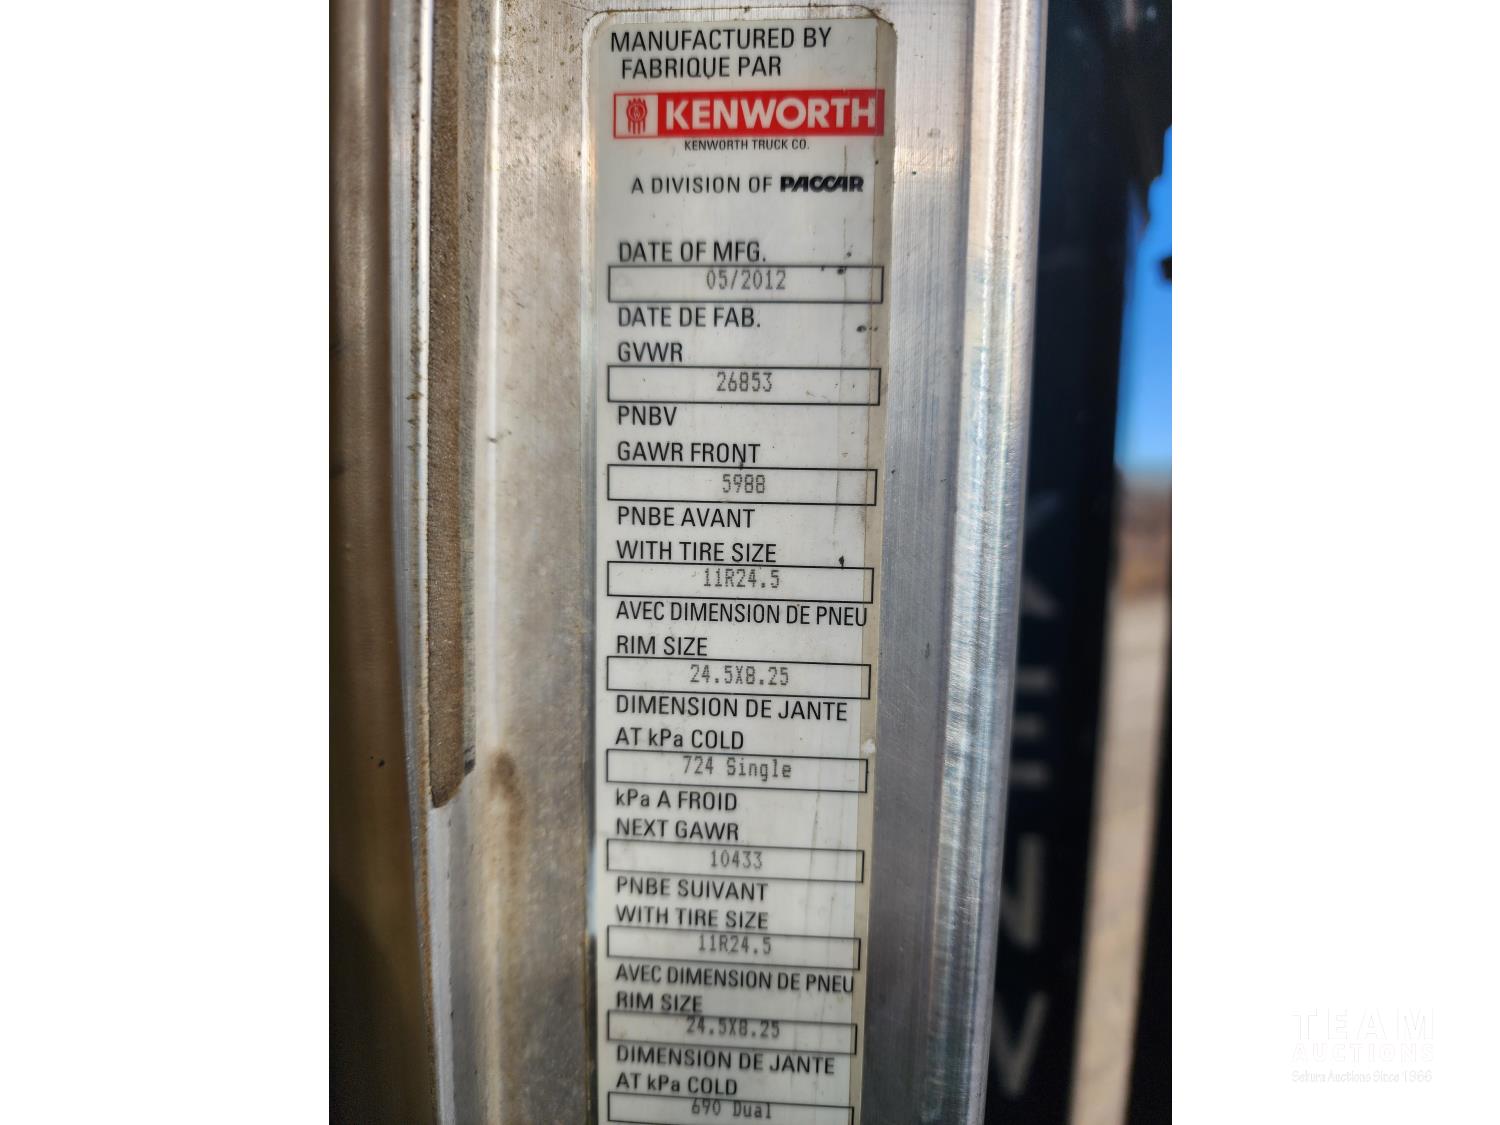 MANUFACTURED BY
FABRIQUE PAR
KENWORTH
KENWORTH TRUCK CO.
A DIVISION OF PACCAR
DATE OF MFG.
05/2012
DATE DE FAB.
GVWR
26853
PNBV
GAWR FRONT
5988
PNBE AVANT
WITH TIRE SIZE
11R24.5
AVEC DIMENSION DE PNEU
RIM SIZE
24.5X8.25
DIMENSION DE JANTE
AT kPa COLD
724 Single
kPa A FROID
NEXT GAWR
10433
PNBE SUIVANT
WITH TIRE SIZE
11R24.5
AVEC DIMENSION DE PNEU
RIM SIZE
24.5X8.25
DIMENSION DE JANTE
AT kPa COLD
690 Dual
TEAM
AUCTIONS
Sekura Auctions Since 1966